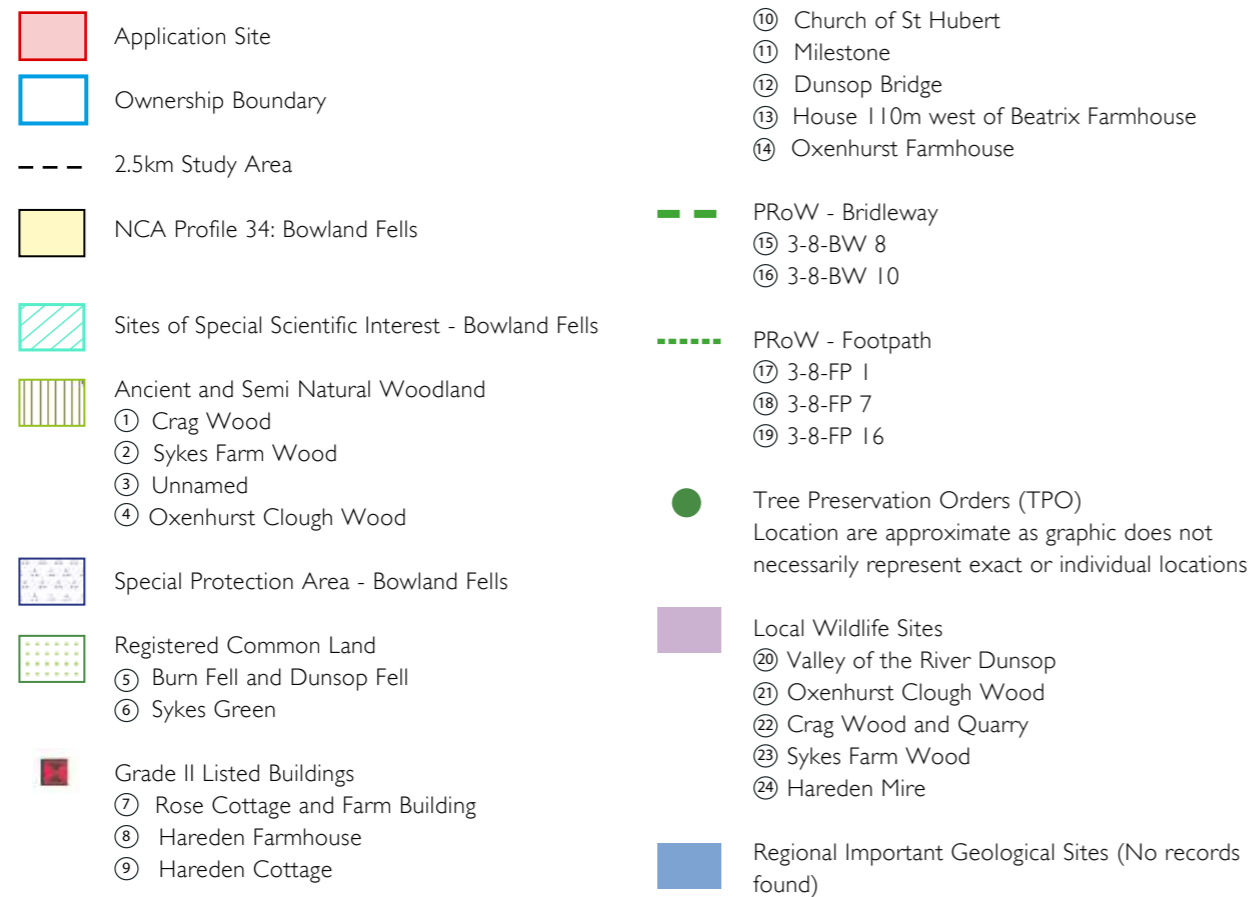 Application Site
Ownership Boundary
2.5km Study Area
NCA Profile 34: Bowland Fells
Sites of Special Scientific Interest - Bowland Fells
Ancient and Semi Natural Woodland
① Crag Wood
② Sykes Farm Wood
③ Unnamed
④ Oxenhurst Clough Wood
Special Protection Area - Bowland Fells
Registered Common Land
⑤ Burn Fell and Dunsop Fell
⑥ Sykes Green
Grade II Listed Buildings
⑦ Rose Cottage and Farm Building
⑧ Hareden Farmhouse
⑨ Hareden Cottage
⑩ Church of St Hubert
⑪ Milestone
⑫ Dunsop Bridge
⑬ House 110m west of Beatrix Farmhouse
⑭ Oxenhurst Farmhouse
PRoW - Bridleway
⑮ 3-8-BW 8
⑯ 3-8-BW 10
PRoW - Footpath
⑰ 3-8-FP 1
⑱ 3-8-FP 7
⑲ 3-8-FP 16
Tree Preservation Orders (TPO)
Location are approximate as graphic does not
necessarily represent exact or individual locations
Local Wildlife Sites
⑳ Valley of the River Dunsop
㉑ Oxenhurst Clough Wood
㉒ Crag Wood and Quarry
㉓ Sykes Farm Wood
㉔ Hareden Mire
Regional Important Geological Sites (No records
found)